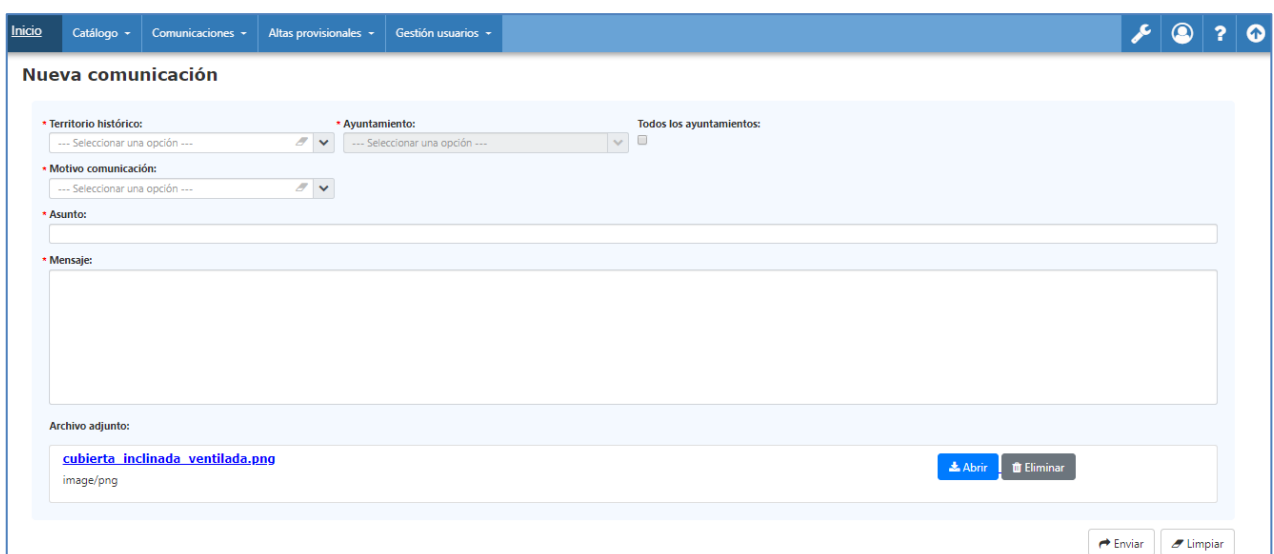 Inicio Catálogo Comunicaciones Altas provisionales Gestión usuarios ?
Nueva comunicación
* Territorio histórico: * Ayuntamiento: Todos los ayuntamientos:
--- Seleccionar una opción --- --- Seleccionar una opción ---
* Motivo comunicación:
--- Seleccionar una opción ---
* Asunto:
* Mensaje:
Archivo adjunto:
cubierta_inclinada_ventilada.png
Abrir Eliminar
image/png
Enviar Limpiar